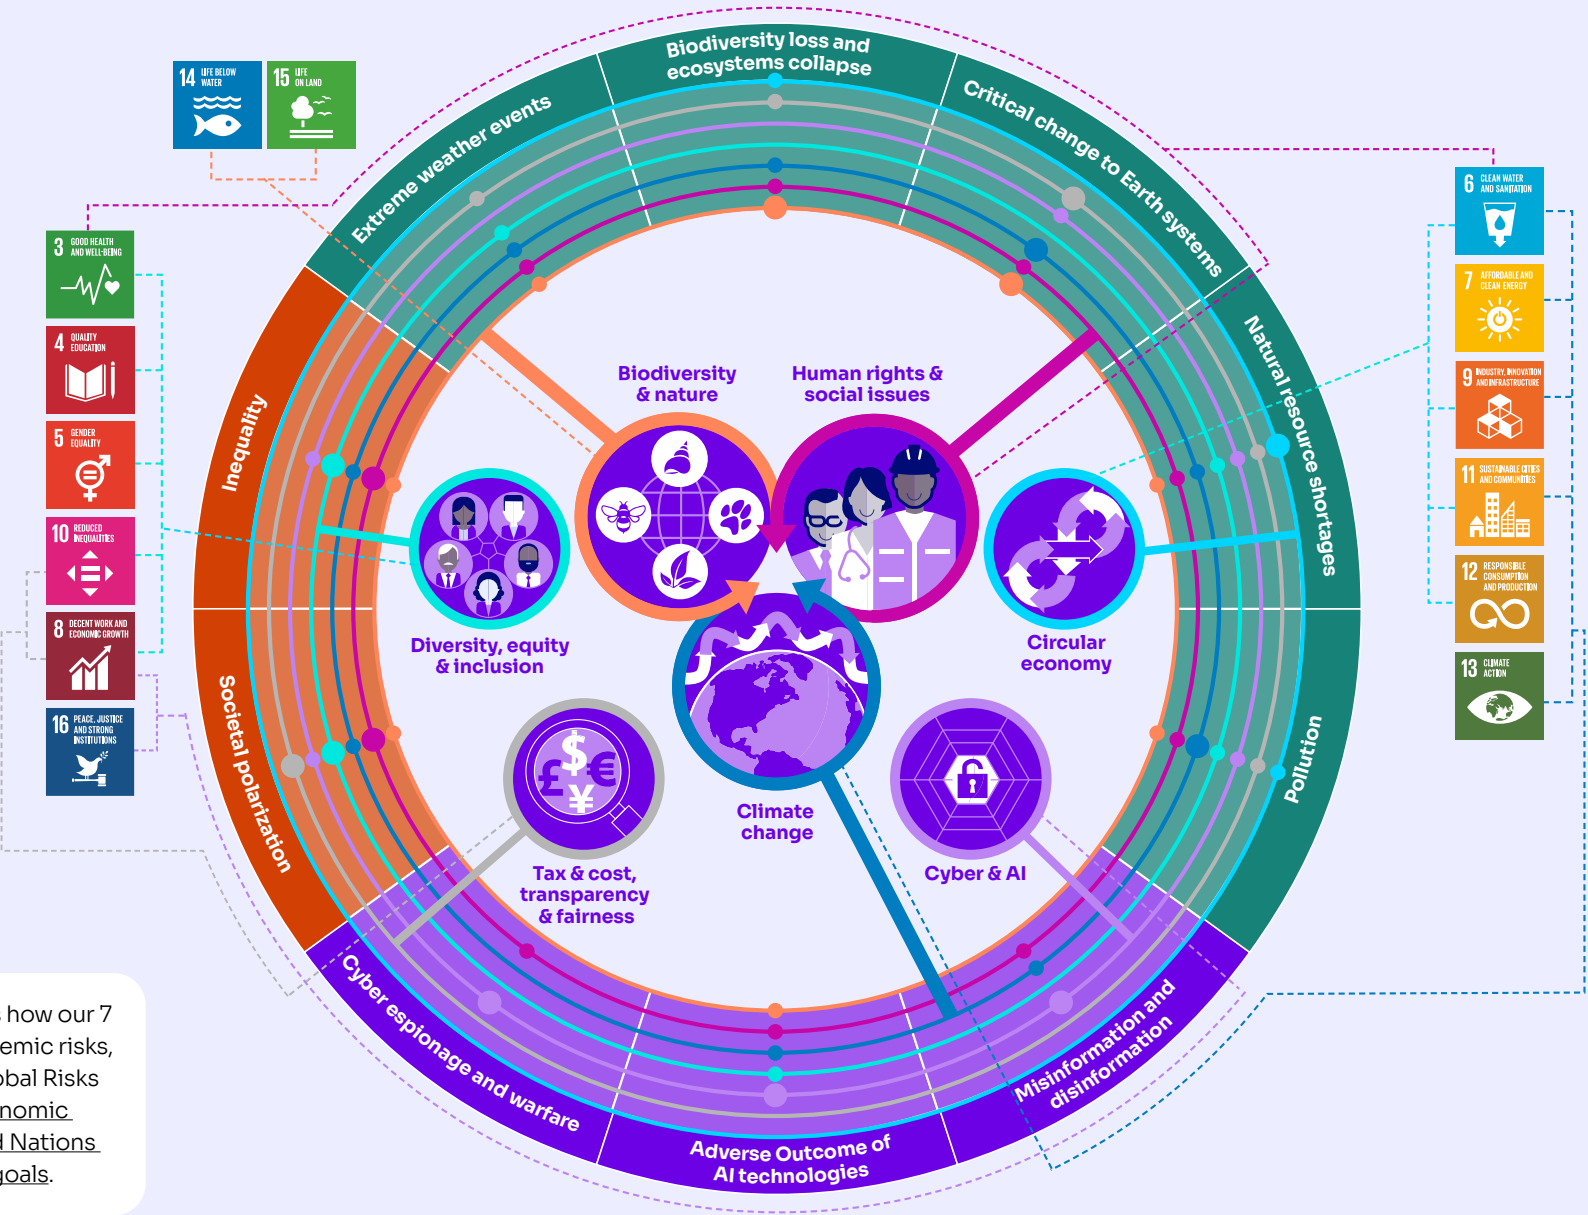 Biodiversity loss and
ecosystems collapse
Critical change to Earth systems
Natural resource shortages
Pollution
Misinformation and
disinformation
Adverse Outcome of
AI technologies
Cyber espionage and warfare
Societal polarization
Inequality
Extreme weather events
14 LIFE BELOW
WATER
15 LIFE
ON LAND
3 GOOD HEALTH
AND WELL-BEING
4 QUALITY
EDUCATION
5 GENDER
EQUALITY
10 REDUCED
INEQUALITIES
8 DECENT WORK AND
ECONOMIC GROWTH
16 PEACE, JUSTICE
AND STRONG
INSTITUTIONS
6 CLEAN WATER
AND SANITATION
7 AFFORDABLE AND
CLEAN ENERGY
9 INDUSTRY, INNOVATION
AND INFRASTRUCTURE
11 SUSTAINABLE CITIES
AND COMMUNITIES
12 RESPONSIBLE
CONSUMPTION
AND PRODUCTION
13 CLIMATE
ACTION
Biodiversity
& nature
Human rights &
social issues
Diversity, equity
& inclusion
Circular
economy
Climate
change
Tax & cost,
transparency
& fairness
$ £ € ¥
Cyber & AI
s how our 7
emic risks,
obal Risks
nomic
d Nations
goals.